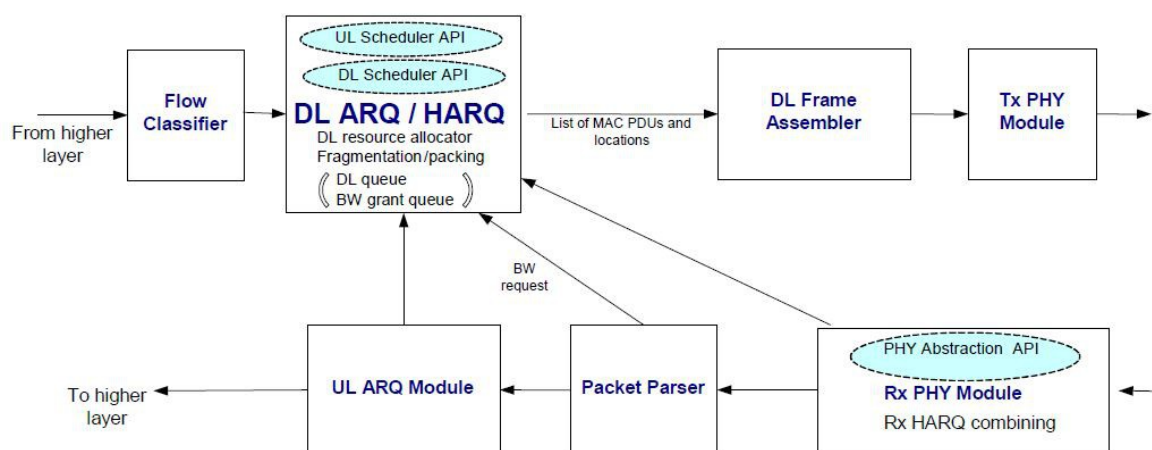 UL Scheduler API
DL Scheduler API
DL ARQ / HARQ
DL resource allocator
Fragmentation/packing
DL queue
BW grant queue
From higher
layer
Flow
Classifier
List of MAC PDUs and
locations
DL Frame
Assembler
Tx PHY
Module
BW
request
To higher
layer
UL ARQ Module
Packet Parser
PHY Abstraction API
Rx PHY Module
Rx HARQ combining